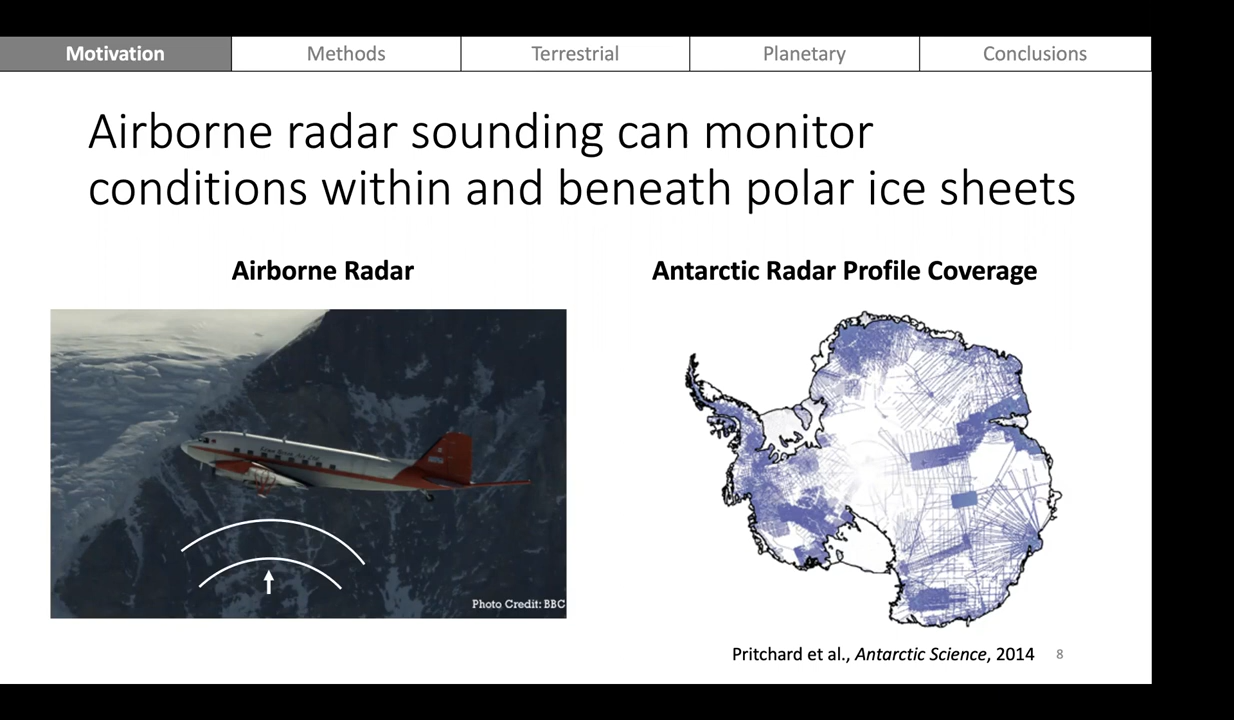 Motivation
Methods
Terrestrial
Planetary
Conclusions
Airborne radar sounding can monitor
conditions within and beneath polar ice sheets
Airborne Radar
Antarctic Radar Profile Coverage
Photo Credit: BBC
Pritchard et al., Antarctic Science, 2014
8